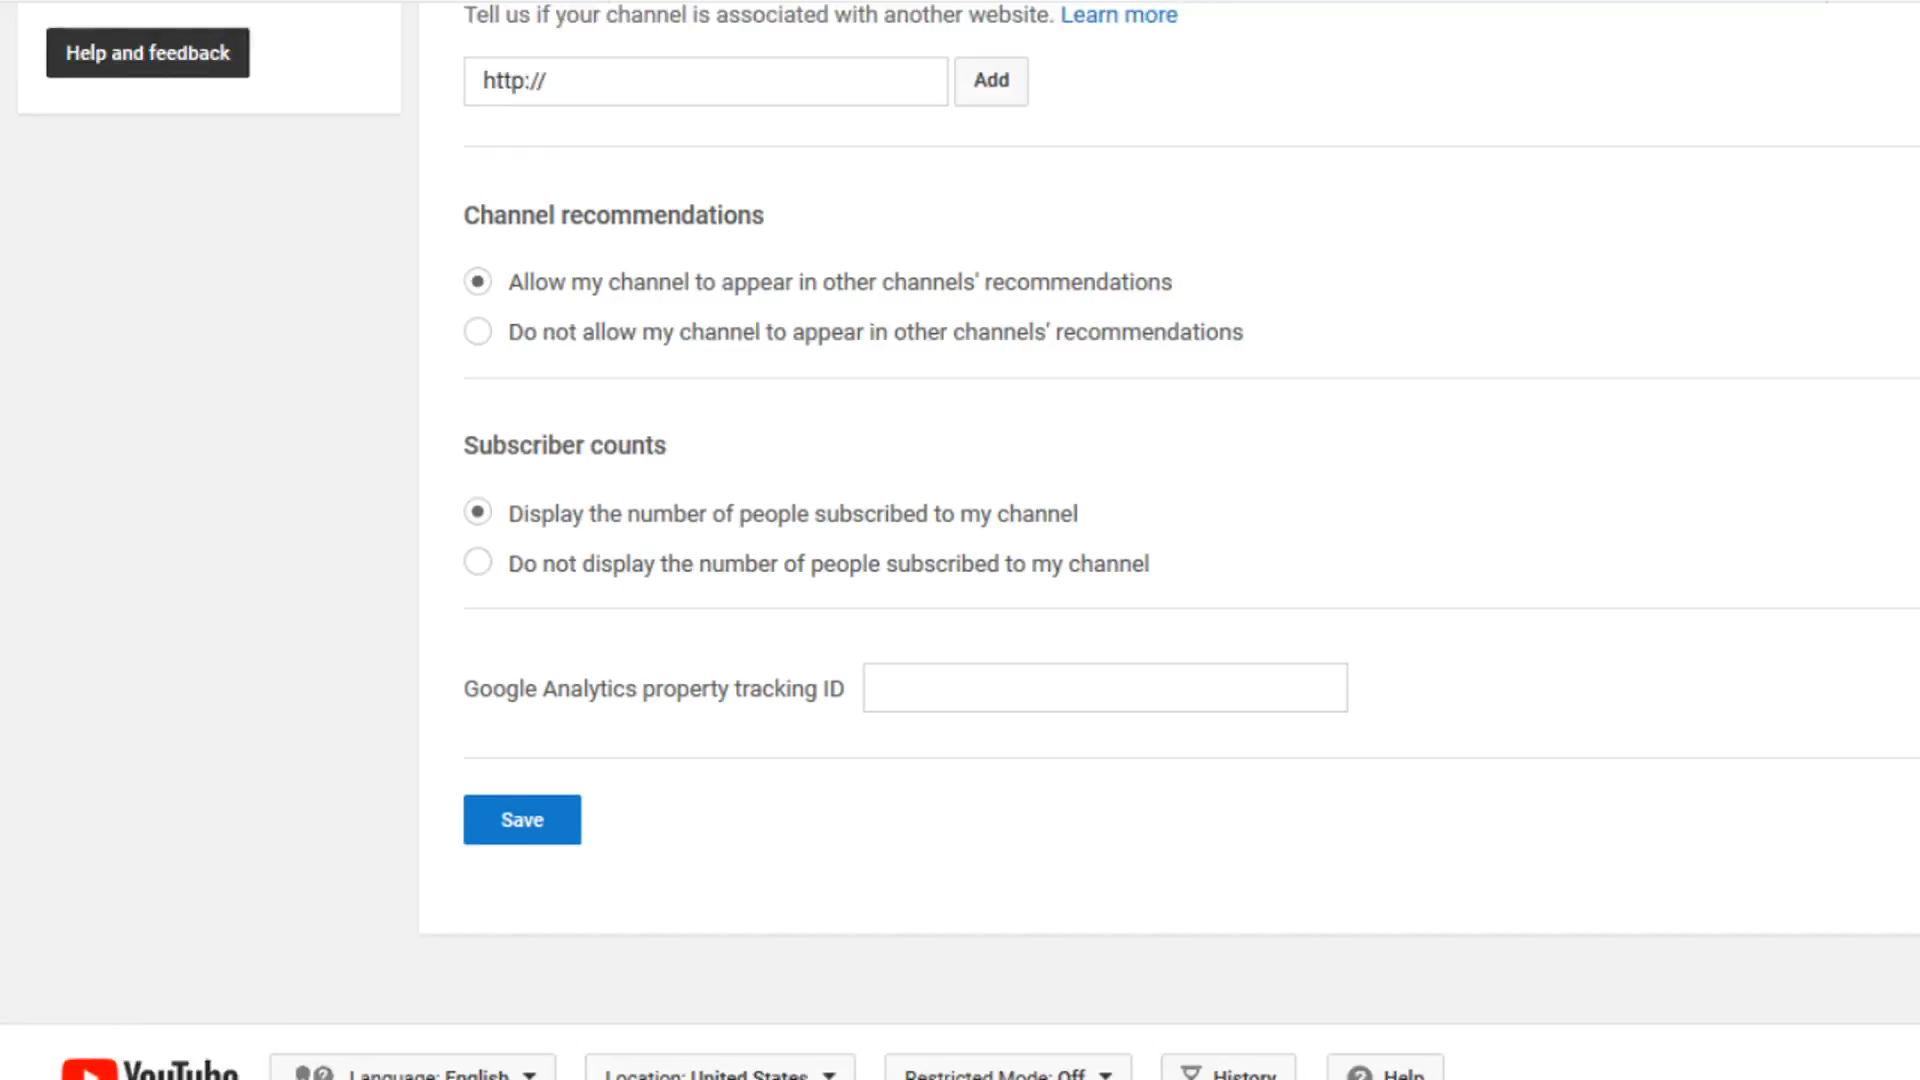 Tell us if your channel is associated with another website. Learn more
Help and feedback
http://
Add
Channel recommendations
Allow my channel to appear in other channels' recommendations
Do not allow my channel to appear in other channels' recommendations
Subscriber counts
Display the number of people subscribed to my channel
Do not display the number of people subscribed to my channel
Google Analytics property tracking ID
Save
YouTube
Language: English
Location: United States
Restricted Mode: Off
History
Help